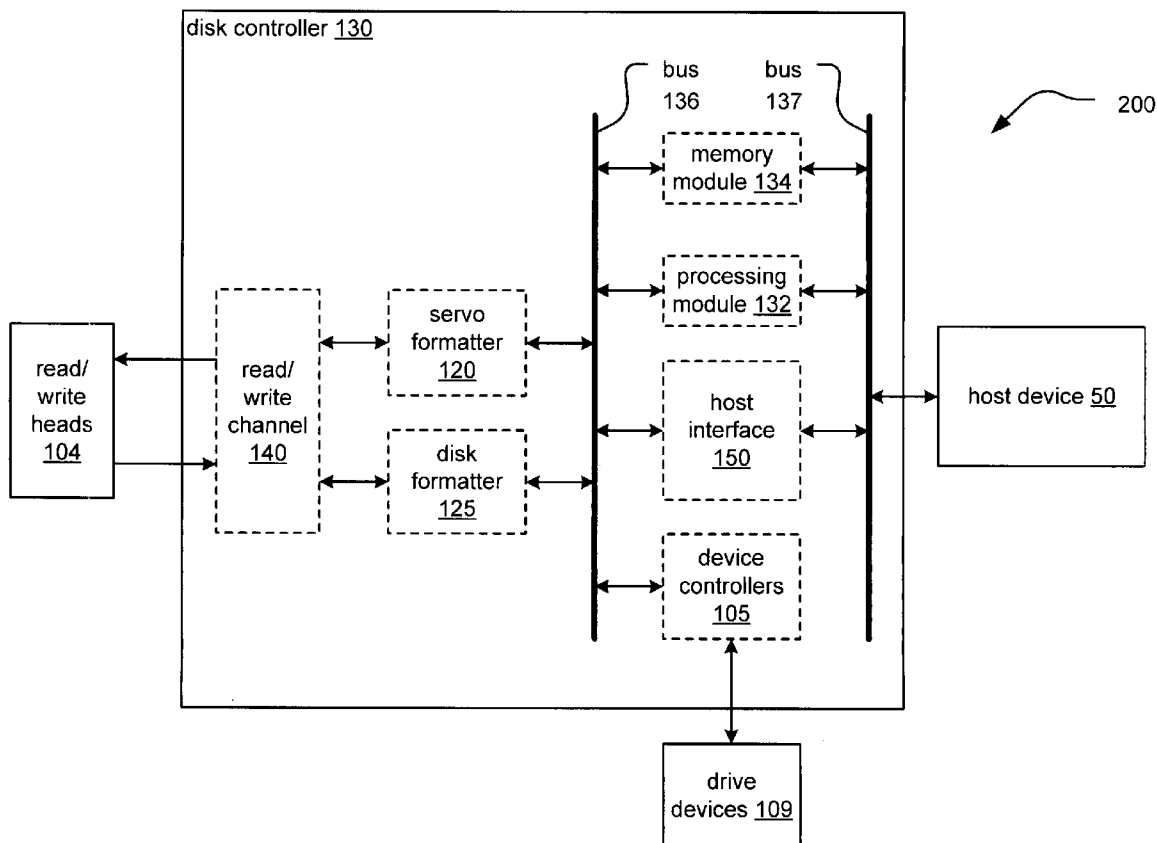 disk controller 130
bus
136
bus
137
200
memory
module 134
processing
module 132
servo
formatter
120
read/
write
heads
104
read/
write
channel
140
host
interface
150
host device 50
disk
formatter
125
device
controllers
105
drive
devices 109